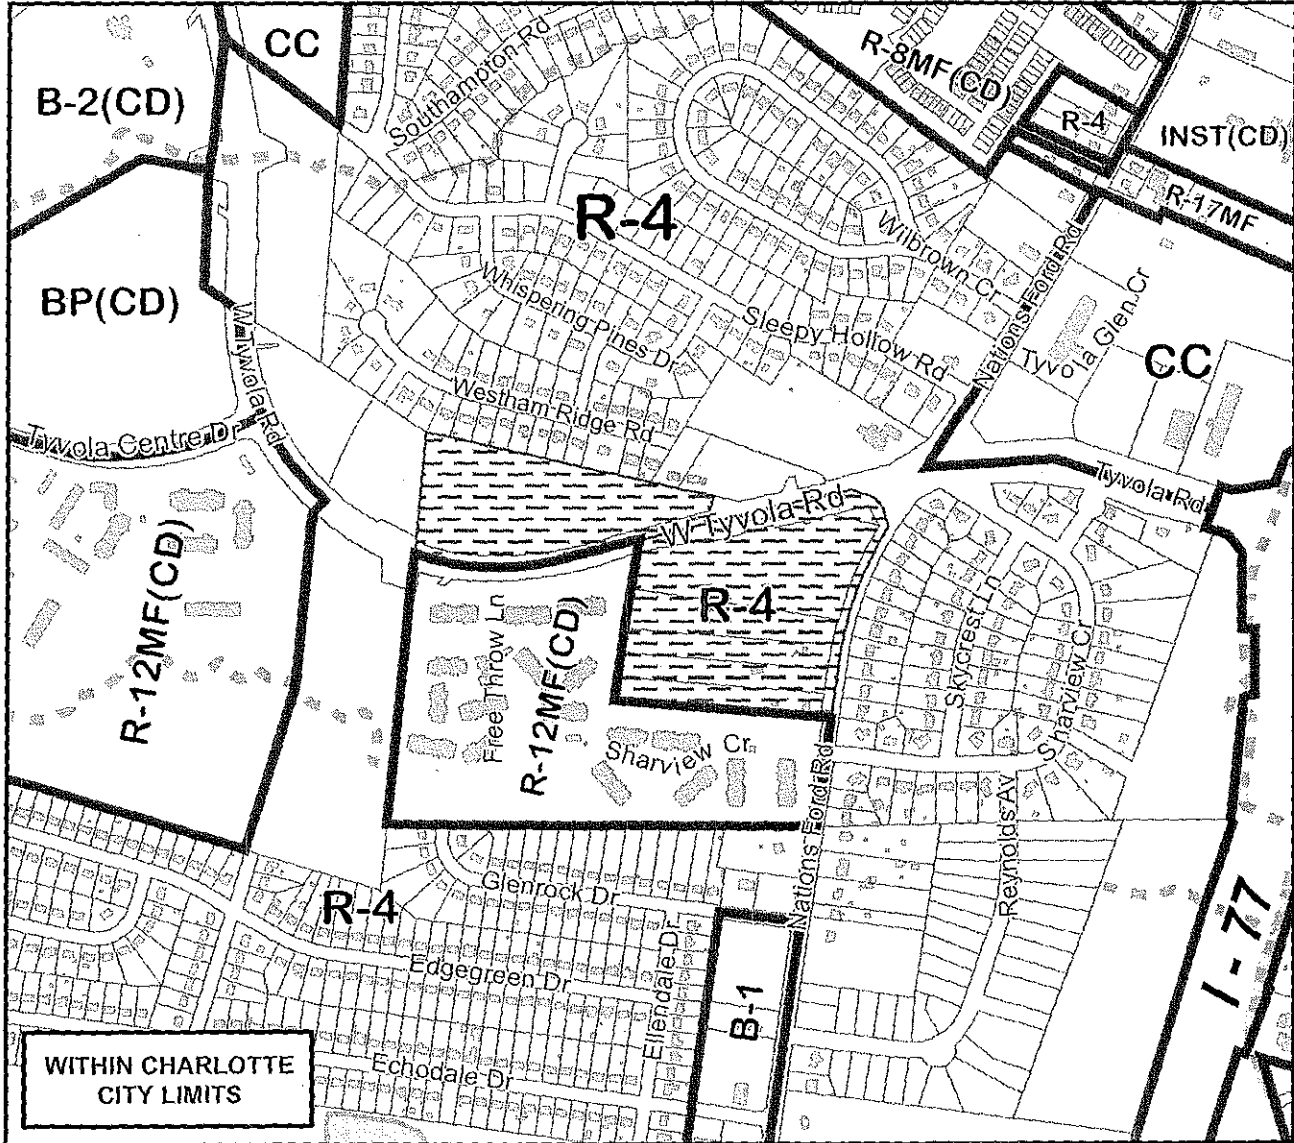 CC
Southampton Rd
R-8MF(CD)
B-2(CD)
R-4
INST(CD)
R-17MF
R-4
Wilbrown Cr
Nations Ford Rd
BP(CD)
Whispering Pines Dr
Sleepy Hollow Rd
Tyvola Glen Cr
CC
W Tyvola Rd
Westham Ridge Rd
Tyvola Centre Dr
Tyvola Rd
W Tyvola Rd
R-12MF(CD)
R-4
Free Throw Ln
R-12MF(CD)
Skycrest Ln
Sharview Cr
Sharview Cr
Nations Ford Rd
Reynolds Av
Glenrock Dr
R-4
Ellendale Dr
Edgegreen Dr
I - 77
B-1
Echodale Dr
WITHIN CHARLOTTE
CITY LIMITS